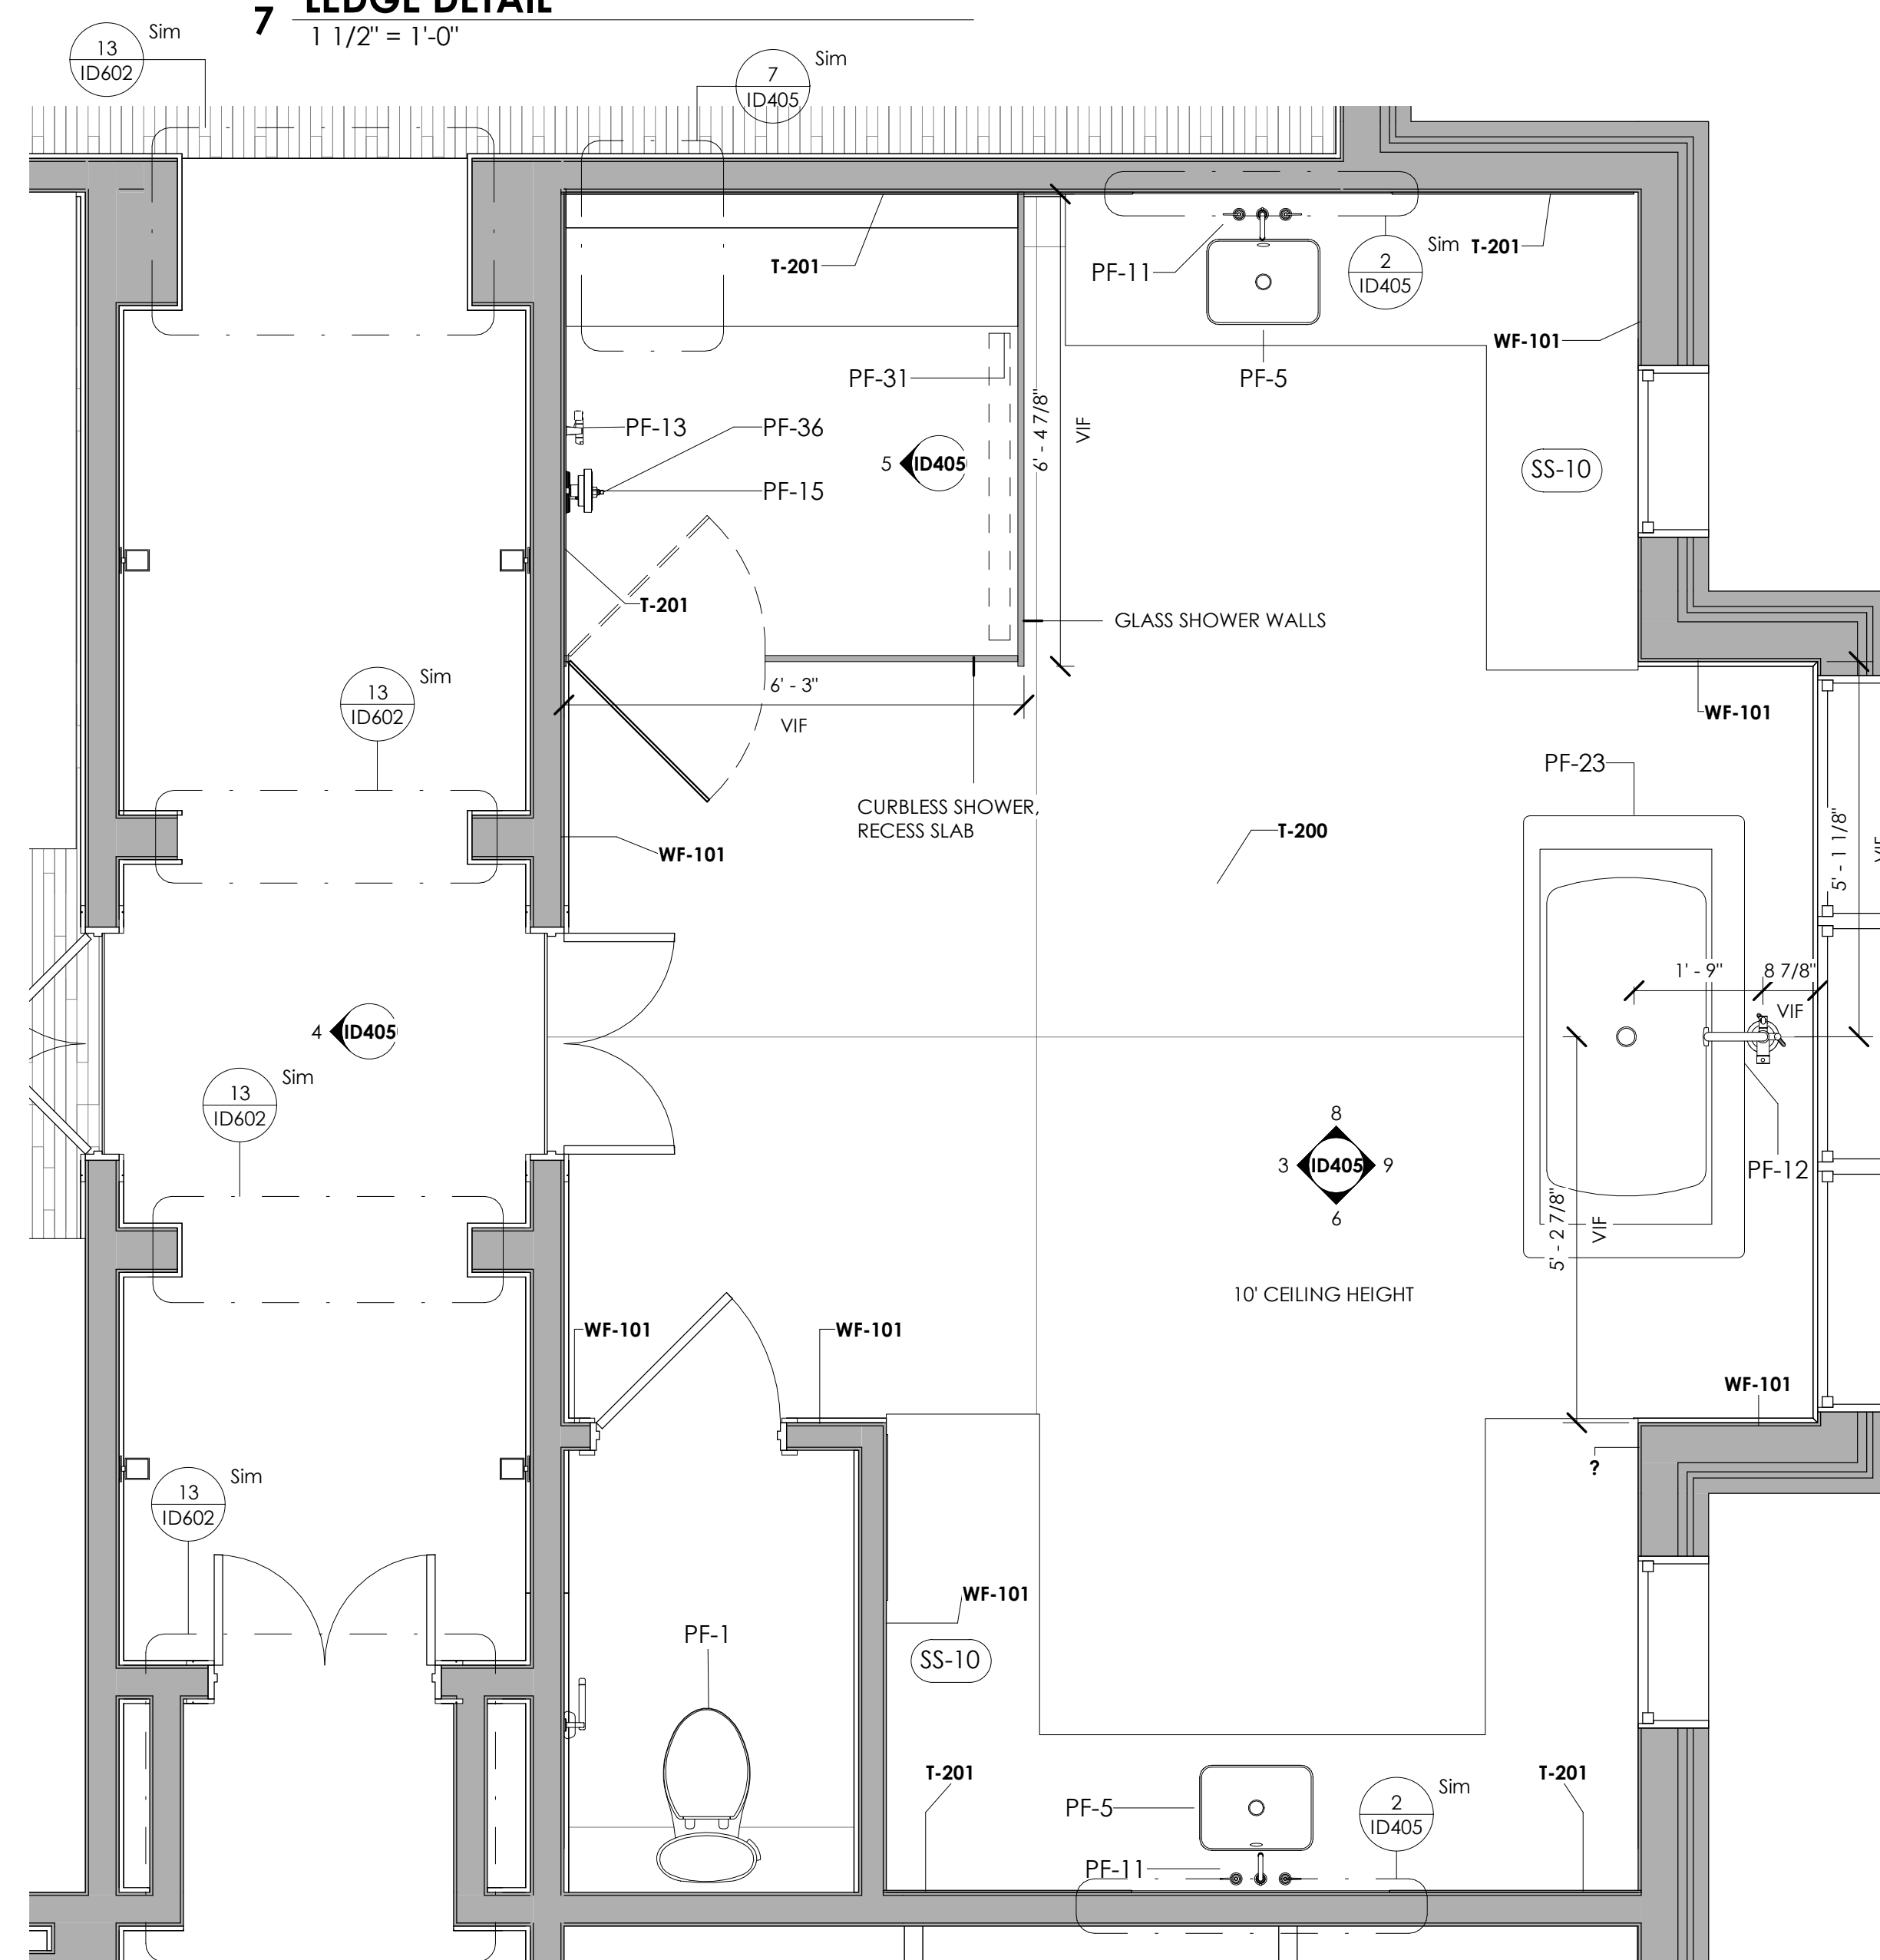 7 LEDGE DETAIL
1 1/2" = 1'-0"
13
ID602
Sim
7
ID405
Sim
T-201
PF-11
2
ID405
Sim
T-201
WF-101
PF-31
PF-5
PF-13
PF-36
PF-15
5
ID405
6' - 4 7/8"
VIF
SS-10
T-201
GLASS SHOWER WALLS
13
ID602
Sim
6' - 3"
VIF
WF-101
PF-23
CURBLESS SHOWER,
RECESS SLAB
T-200
WF-101
5' - 1 1/8"
VIF
1' - 9"
8 7/8"
VIF
4
ID405
13
ID602
Sim
8
3
ID405
9
6
PF-12
5' - 2 7/8"
VIF
10' CEILING HEIGHT
WF-101
WF-101
WF-101
?
13
ID602
Sim
WF-101
PF-1
SS-10
T-201
T-201
PF-5
2
ID405
Sim
PF-11